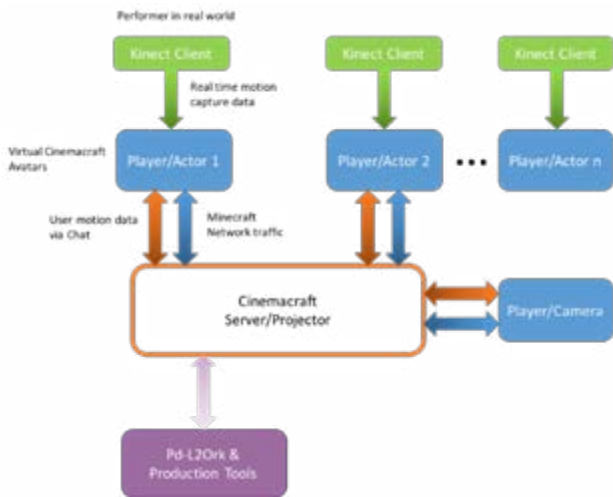 Performer in real world
Kinect Client
Kinect Client
Kinect Client
Real time motion
capture data
Virtual Cinemacraft
Avatars
Player/Actor 1
Player/Actor 2
•••
Player/Actor n
User motion data
via Chat
Minecraft
Network traffic
Cinemacraft
Server/Projector
Player/Camera
Pd-L2Ork &
Production Tools